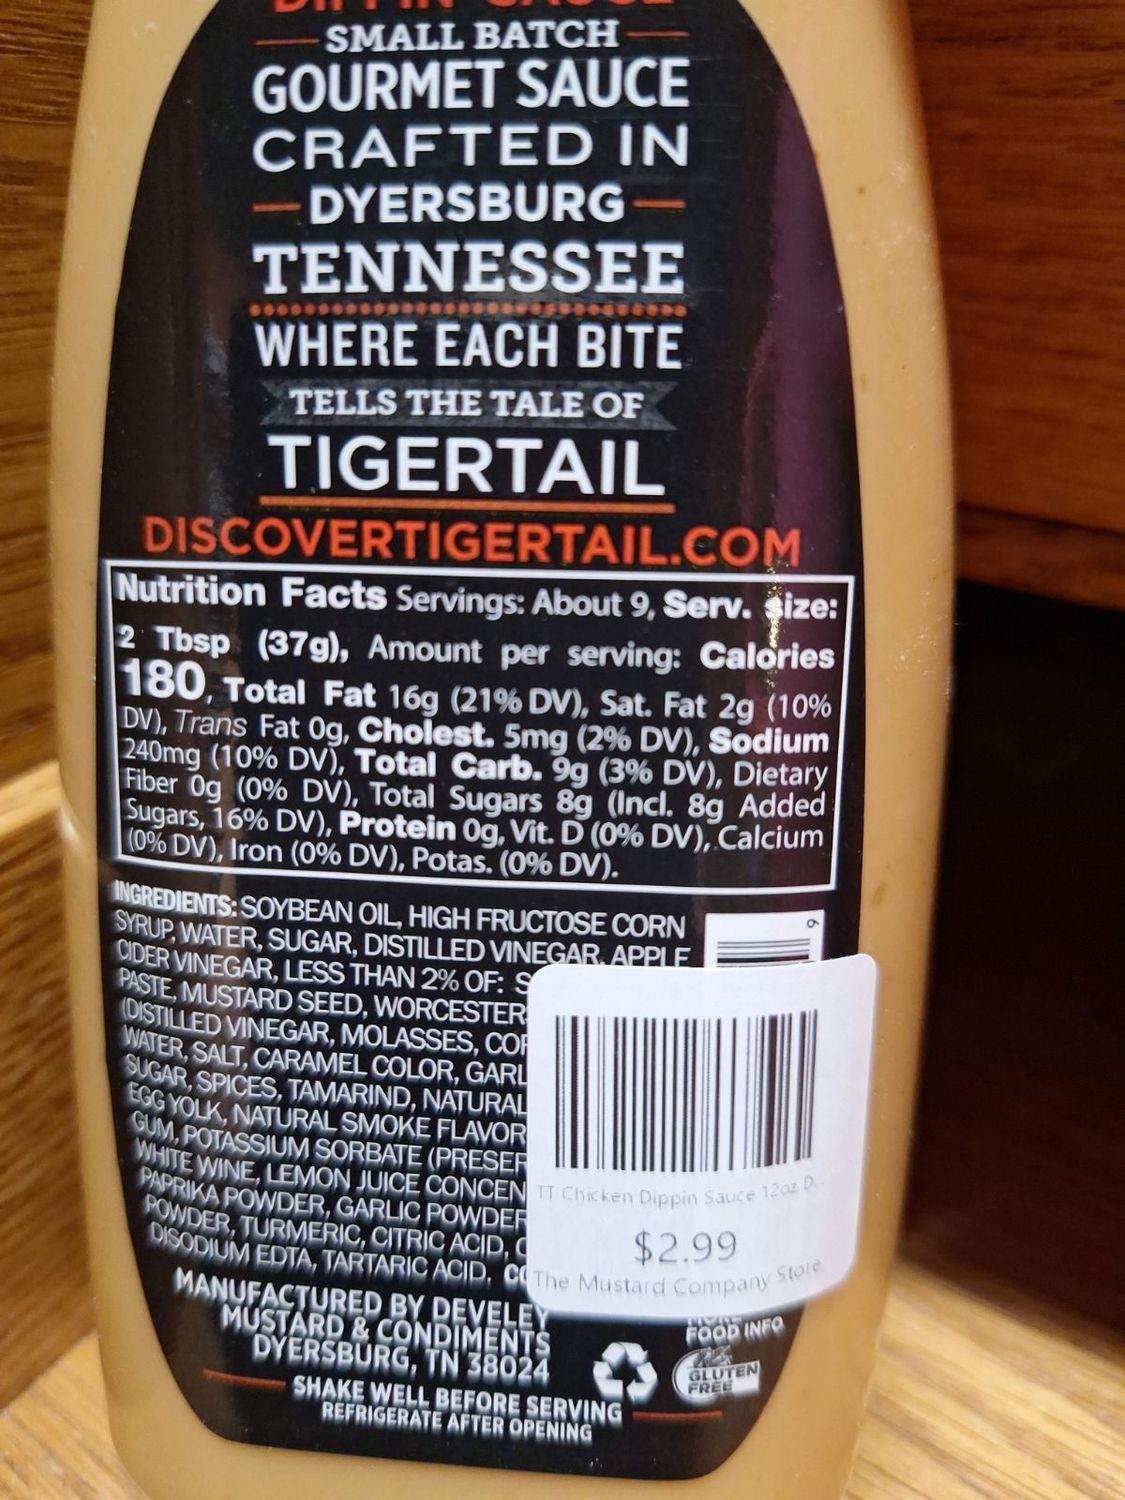 DIPPIN' SAUCE
SMALL BATCH
GOURMET SAUCE
CRAFTED IN
DYERSBURG
TENNESSEE
WHERE EACH BITE
TELLS THE TALE OF
TIGERTAIL
DISCOVERTIGERTAIL.COM
Nutrition Facts Servings: About 9, Serv. size:
2 Tbsp (37g), Amount per serving: Calories
180, Total Fat 16g (21% DV), Sat. Fat 2g (10%
DV), Trans Fat 0g, Cholest. 5mg (2% DV), Sodium
240mg (10% DV), Total Carb. 9g (3% DV), Dietary
Fiber 0g (0% DV), Total Sugars 8g (Incl. 8g Added
Sugars, 16% DV), Protein 0g, Vit. D (0% DV), Calcium
(0% DV), Iron (0% DV), Potas. (0% DV).
INGREDIENTS: SOYBEAN OIL, HIGH FRUCTOSE CORN
SYRUP, WATER, SUGAR, DISTILLED VINEGAR, APPLE
CIDER VINEGAR, LESS THAN 2% OF: S
PASTE, MUSTARD SEED, WORCESTER
(DISTILLED VINEGAR, MOLASSES, CO
WATER, SALT, CARAMEL COLOR, GARL
SUGAR, SPICES, TAMARIND, NATURAL
EGG YOLK, NATURAL SMOKE FLAVOR
GUM, POTASSIUM SORBATE (PRESER
WHITE WINE, LEMON JUICE CONCEN
PAPRIKA POWDER, GARLIC POWDER
POWDER, TURMERIC, CITRIC ACID, C
DISODIUM EDTA, TARTARIC ACID. CO
MANUFACTURED BY DEVELEY
MUSTARD & CONDIMENTS
DYERSBURG, TN 38024
SHAKE WELL BEFORE SERVING
REFRIGERATE AFTER OPENING
6
TT Chicken Dippin Sauce 12oz D...
$2.99
The Mustard Company Store
FOOD INFO
GLUTEN
FREE